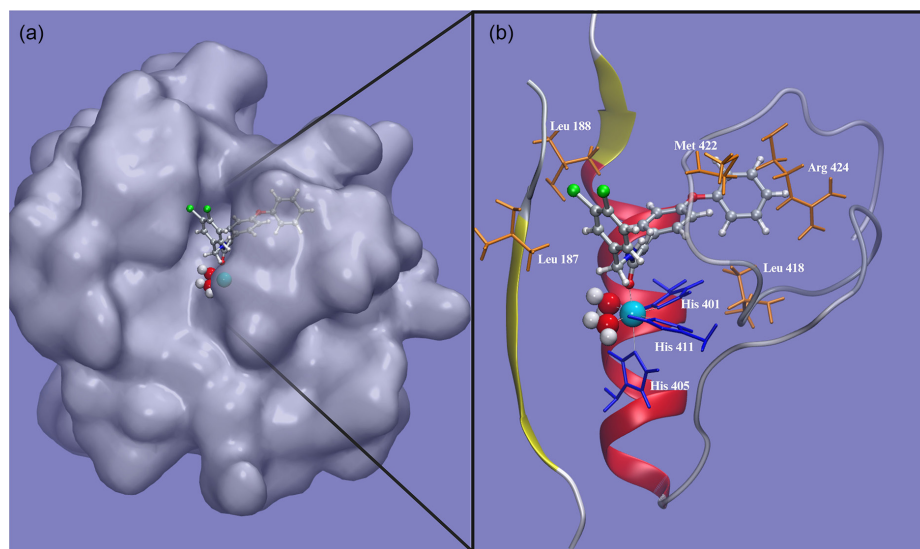 (a)
(b)
Leu 188
Met 422
Arg 424
Leu 187
Leu 418
His 401
His 411
His 405